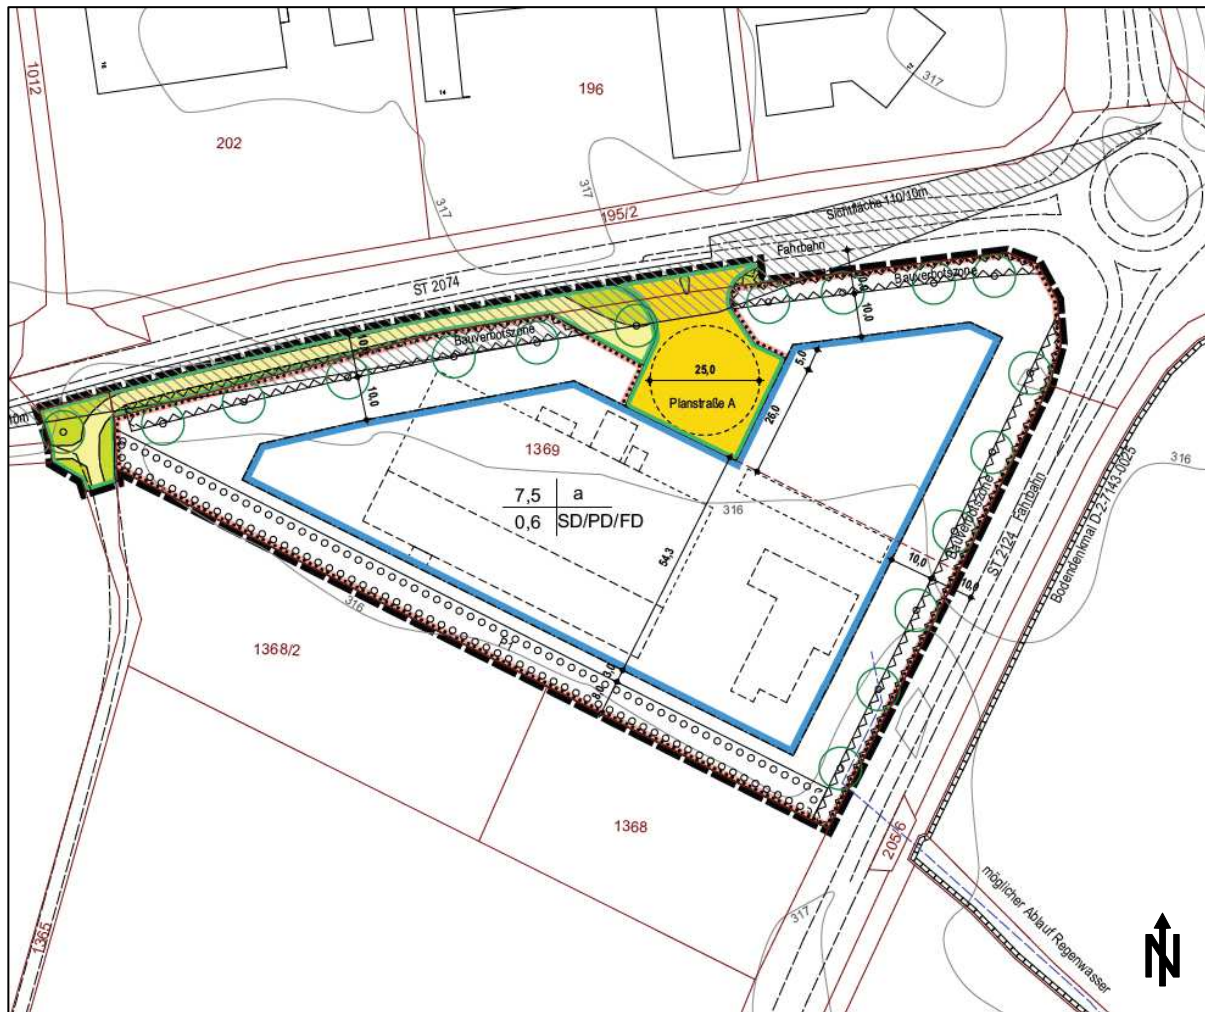 1012
202
196
317
317
317
317
195/2
Sichtfläche 110/10m
Fahrbahn
ST 2074
Bauverbotszone
10,0
Bauverbotszone
10,0
5,0
25,0
Planstraße A
26,0
10m
1369
7,5 a
0,6 SD/PD/FD
316
316
54,3
10,0
10,0
Bauverbotszone
ST 2124 Fahrbahn
Bodendenkmal D-2-7143-0025
316
1368/2
3,0
8,0
1368
205/6
317
1365
möglicher Ablauf Regenwasser
N